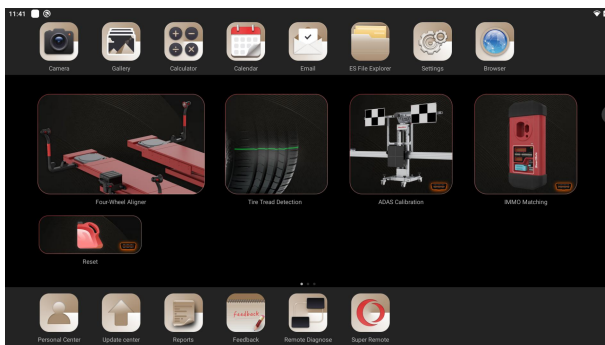 11:41
Camera
Gallery
Calculator
Calendar
Email
ES File Explorer
Settings
Browser
Four-Wheel Aligner
Tire Tread Detection
ADAS Calibration
IMMO Matching
Reset
Feedback
Personal Center
Update center
Reports
Feedback
Remote Diagnose
Super Remote